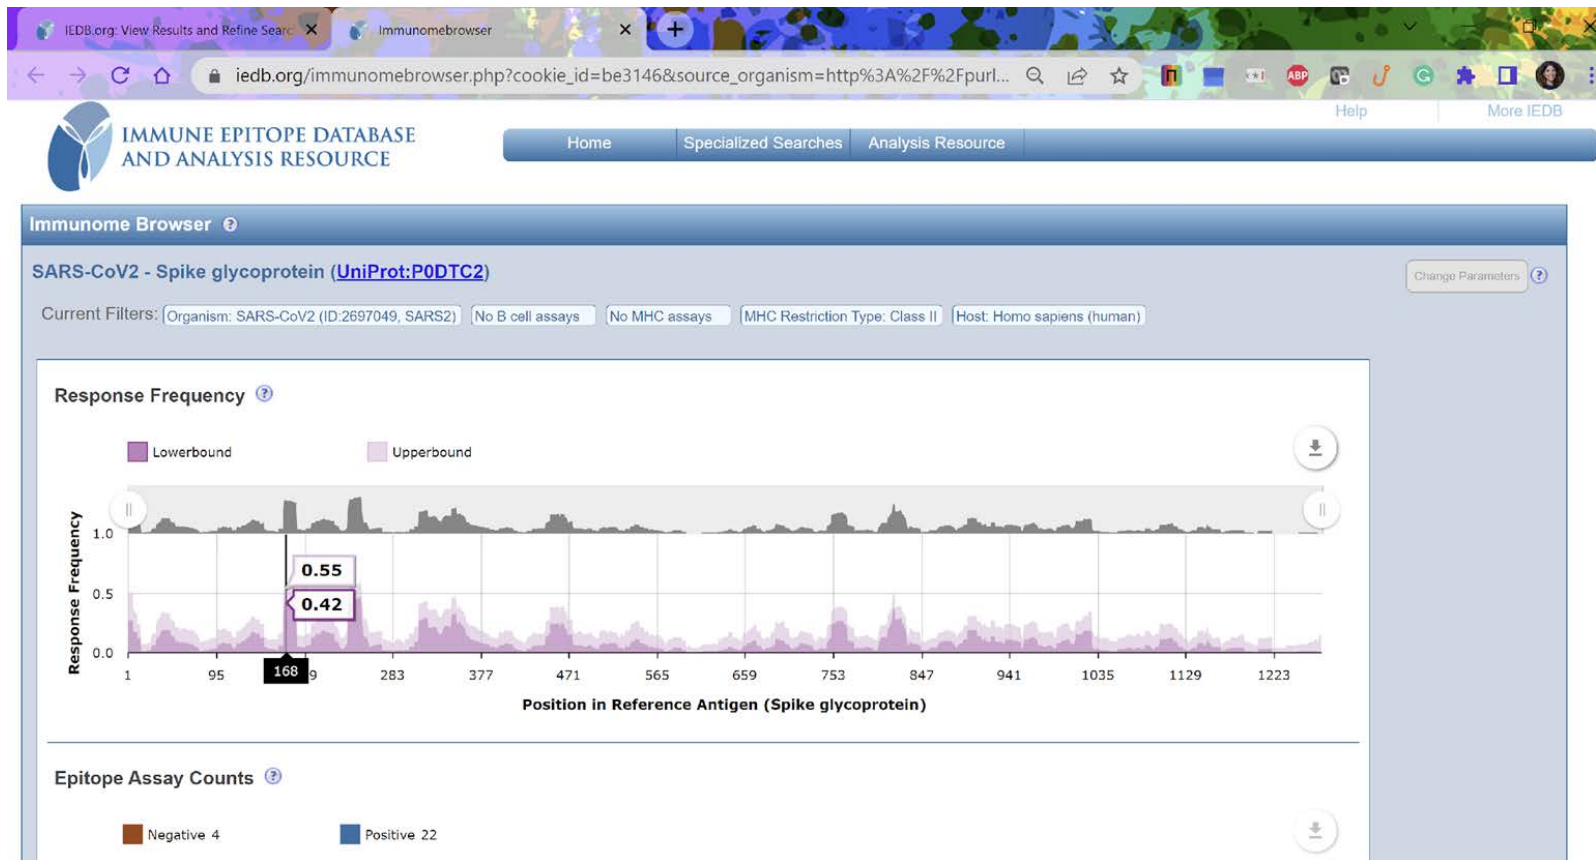 IEDB.org: View Results and Refine Searc
Immunomebrowser
iedb.org/immunomebrowser.php?cookie_id=be3146&source_organism=http%3A%2F%2Fpurl...
ABP
Help
More IEDB
IMMUNE EPITOPE DATABASE
AND ANALYSIS RESOURCE
Home
Specialized Searches
Analysis Resource
Immunome Browser
SARS-CoV2 - Spike glycoprotein (UniProt:P0DTC2)
Change Parameters
Current Filters: Organism: SARS-CoV2 (ID:2697049, SARS2) No B cell assays No MHC assays MHC Restriction Type: Class II Host: Homo sapiens (human)
Response Frequency
Lowerbound
Upperbound
Response Frequency
1.0
0.5
0.0
0.55
0.42
1 95 168 9 283 377 471 565 659 753 847 941 1035 1129 1223
Position in Reference Antigen (Spike glycoprotein)
Epitope Assay Counts
Negative 4
Positive 22